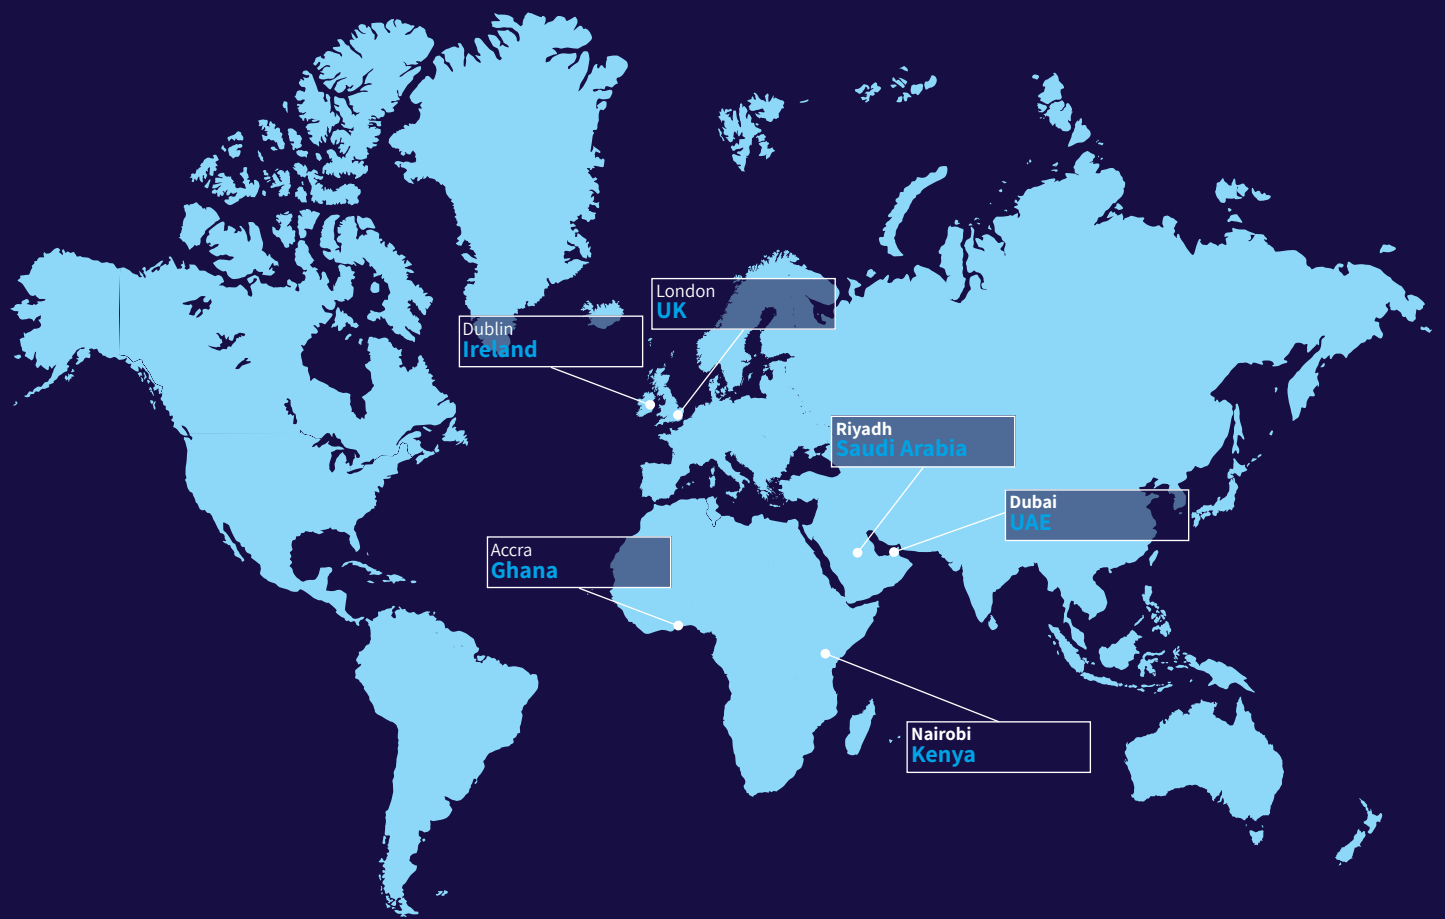 London
UK
Dublin
Ireland
Riyadh
Saudi Arabia
Dubai
UAE
Accra
Ghana
Nairobi
Kenya